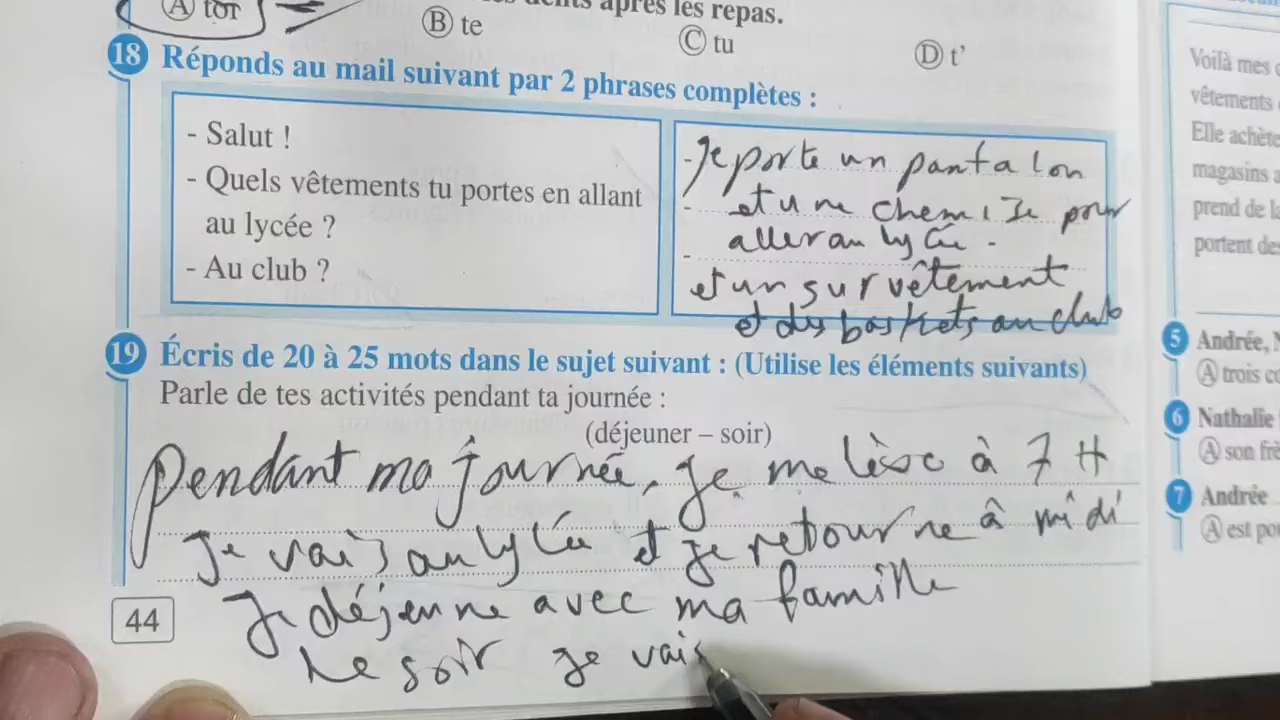 Ⓐ toi
dents après les repas.
Ⓑ te
Ⓒ tu
Ⓓ t'
18 Réponds au mail suivant par 2 phrases complètes :
- Salut !
- Quels vêtements tu portes en allant
au lycée ?
- Au club ?
- Je porte un pantalon
- et une chemise pour
- aller au lycée.
et un survêtement
et des baskets au club
19 Écris de 20 à 25 mots dans le sujet suivant : (Utilise les éléments suivants)
Parle de tes activités pendant ta journée :
(déjeuner – soir)
Pendant ma journée, je me lève à 7 H
Je vais au lycée et je retourne à midi
Je déjeune avec ma famille
Le soir je vais
44
Voilà mes
vêtements
Elle achète
magasins
prend de
portent des
5 Andrée,
Ⓐ trois
6 Nathalie
Ⓐ son
7 Andrée
Ⓐ est